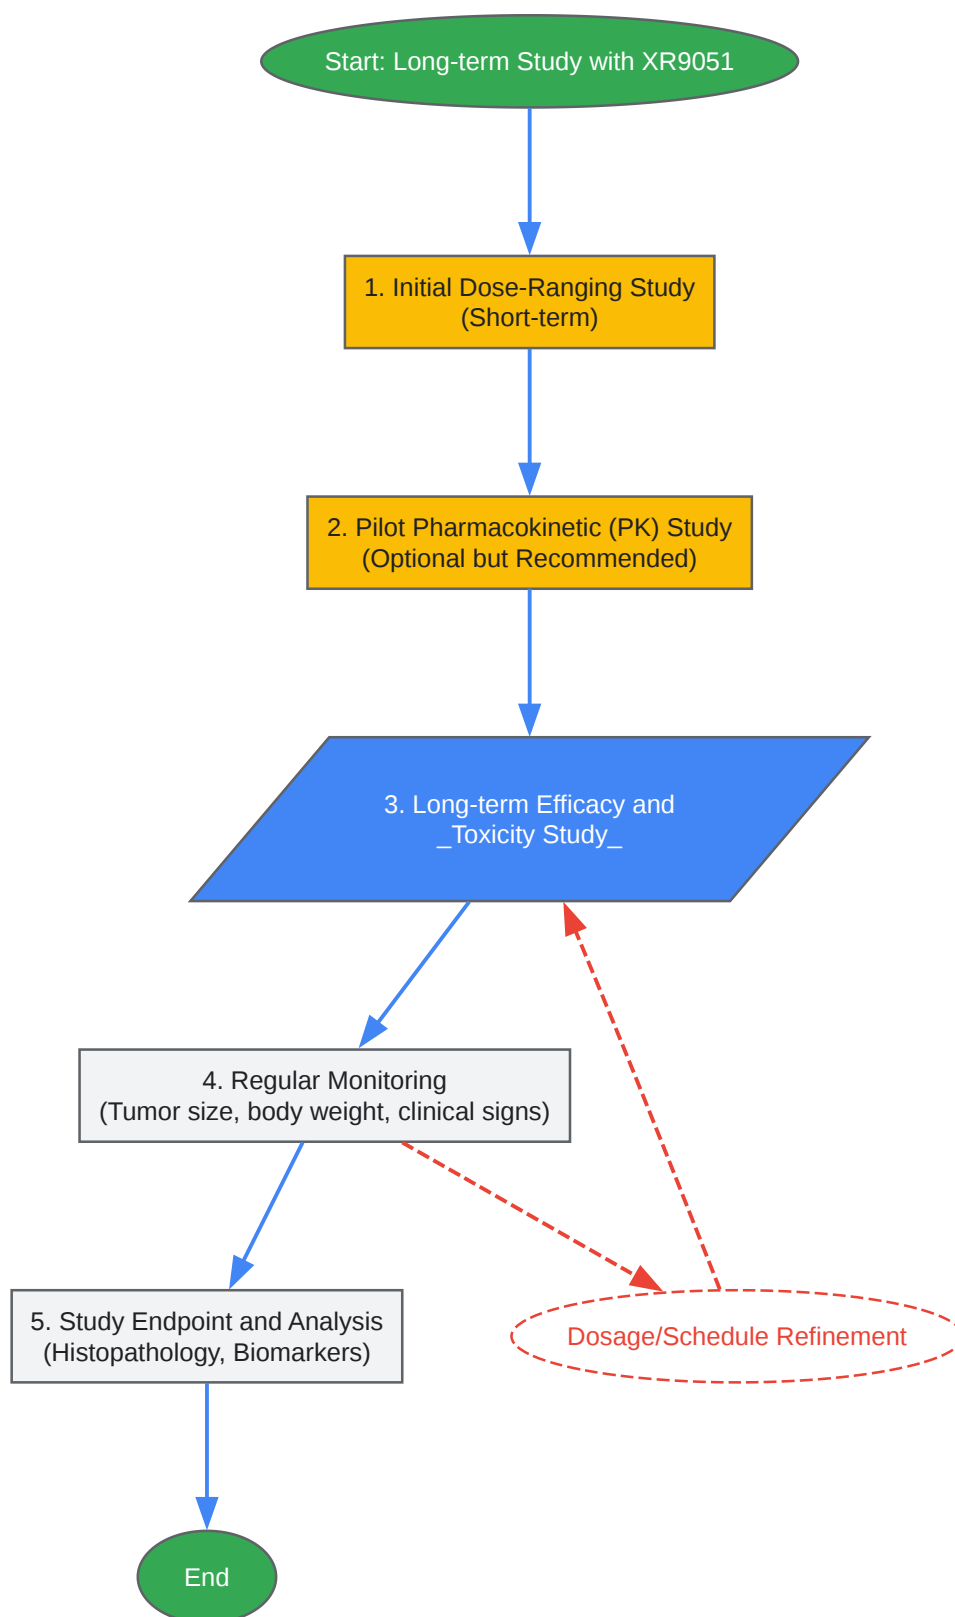 Start: Long-term Study with XR9051
1. Initial Dose-Ranging Study
(Short-term)
2. Pilot Pharmacokinetic (PK) Study
(Optional but Recommended)
3. Long-term Efficacy and
_Toxicity Study_
4. Regular Monitoring
(Tumor size, body weight, clinical signs)
5. Study Endpoint and Analysis
(Histopathology, Biomarkers)
Dosage/Schedule Refinement
End